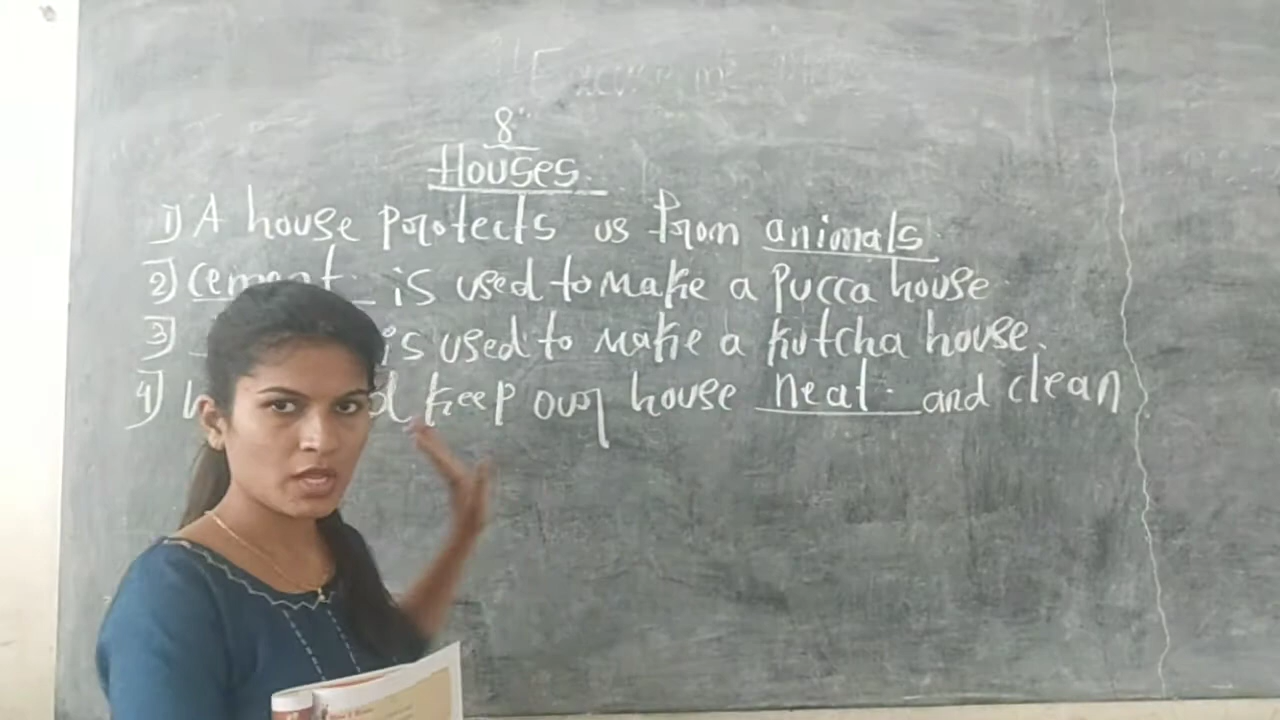 8
Houses.
1) A house protects us from animals.
2) cement is used to make a pucca house.
3) is used to make a kutcha house.
4) keep our house neat. and clean.